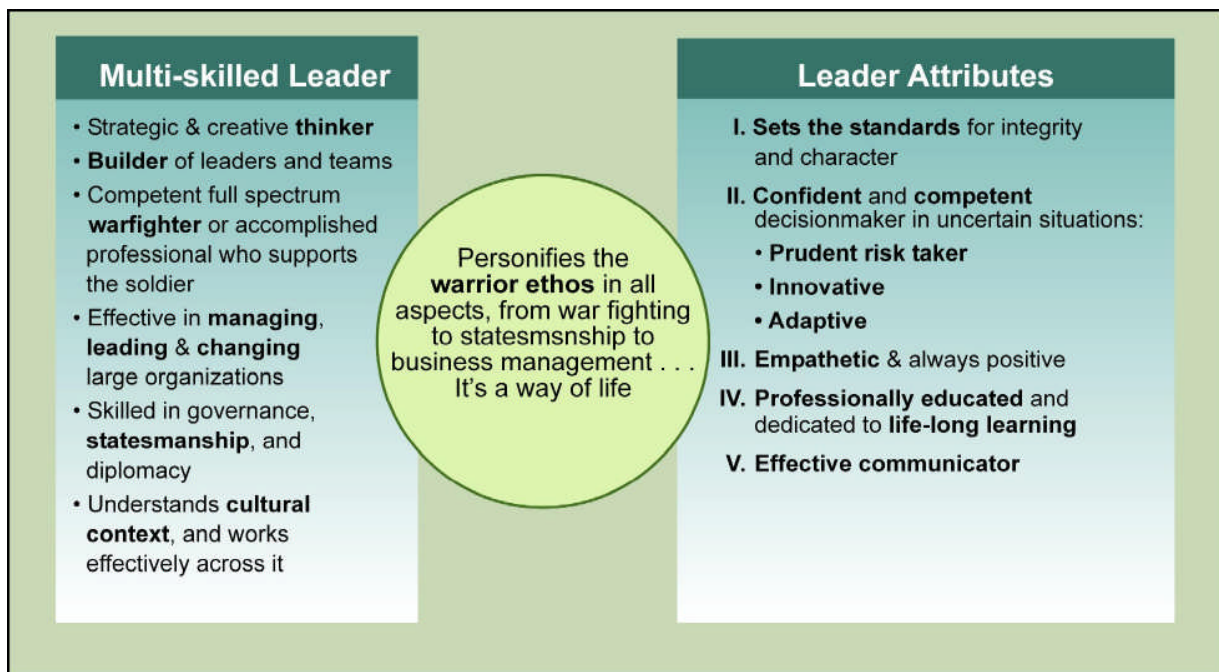 Multi-skilled Leader
• Strategic & creative thinker
• Builder of leaders and teams
• Competent full spectrum
warfighter or accomplished
professional who supports
the soldier
• Effective in managing,
leading & changing
large organizations
• Skilled in governance,
statesmanship, and
diplomacy
• Understands cultural
context, and works
effectively across it
Personifies the
warrior ethos in all
aspects, from war fighting
to statesmsnship to
business management . . .
It's a way of life
Leader Attributes
I. Sets the standards for integrity
and character
II. Confident and competent
decisionmaker in uncertain situations:
• Prudent risk taker
• Innovative
• Adaptive
III. Empathetic & always positive
IV. Professionally educated and
dedicated to life-long learning
V. Effective communicator